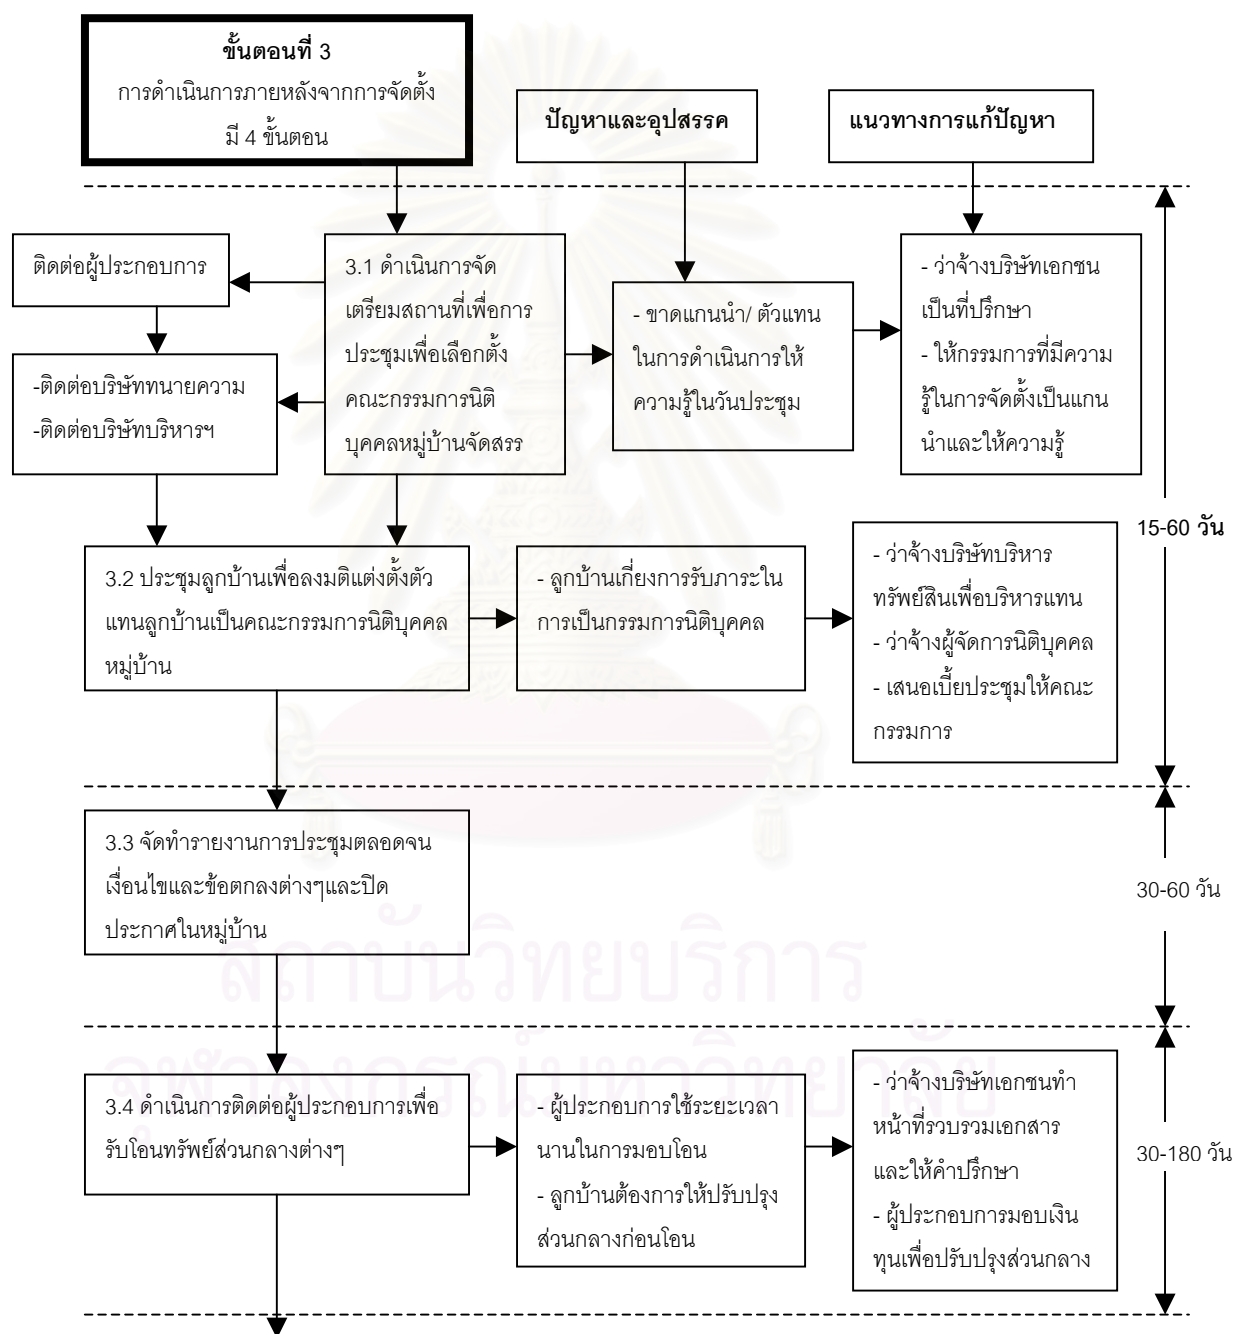 ขั้นตอนที่ 3
การดำเนินการภายหลังจากการจัดตั้ง
มี 4 ขั้นตอน
ปัญหาและอุปสรรค
แนวทางการแก้ปัญหา
ติดต่อผู้ประกอบการ
-ติดต่อบริษัททนายความ
-ติดต่อบริษัทบริหารฯ
3.1 ดำเนินการจัด
เตรียมสถานที่เพื่อการ
ประชุมเพื่อเลือกตั้ง
คณะกรรมการนิติ
บุคคลหมู่บ้านจัดสรร
- ขาดแกนนำ/ ตัวแทน
ในการดำเนินการให้
ความรู้ในวันประชุม
- ว่าจ้างบริษัทเอกชน
เป็นที่ปรึกษา
- ให้กรรมการที่มีความ
รู้ในการจัดตั้งเป็นแกน
นำและให้ความรู้
15-60 วัน
3.2 ประชุมลูกบ้านเพื่อลงมติแต่งตั้งตัว
แทนลูกบ้านเป็นคณะกรรมการนิติบุคคล
หมู่บ้าน
- ลูกบ้านเกี่ยงการรับภาระใน
การเป็นกรรมการนิติบุคคล
- ว่าจ้างบริษัทบริหาร
ทรัพย์สินเพื่อบริหารแทน
- ว่าจ้างผู้จัดการนิติบุคคล
- เสนอเบี้ยประชุมให้คณะ
กรรมการ
3.3 จัดทำรายงานการประชุมตลอดจน
เงื่อนไขและข้อตกลงต่างๆและปิด
ประกาศในหมู่บ้าน
30-60 วัน
สถาบันวิทยบริการ
จุฬาลงกรณ์มหาวิทยาลัย
3.4 ดำเนินการติดต่อผู้ประกอบการเพื่อ
รับโอนทรัพย์ส่วนกลางต่างๆ
- ผู้ประกอบการใช้ระยะเวลา
นานในการมอบโอน
- ลูกบ้านต้องการให้ปรับปรุง
ส่วนกลางก่อนโอน
- ว่าจ้างบริษัทเอกชนทำ
หน้าที่รวบรวมเอกสาร
และให้คำปรึกษา
- ผู้ประกอบการมอบเงิน
ทุนเพื่อปรับปรุงส่วนกลาง
30-180 วัน